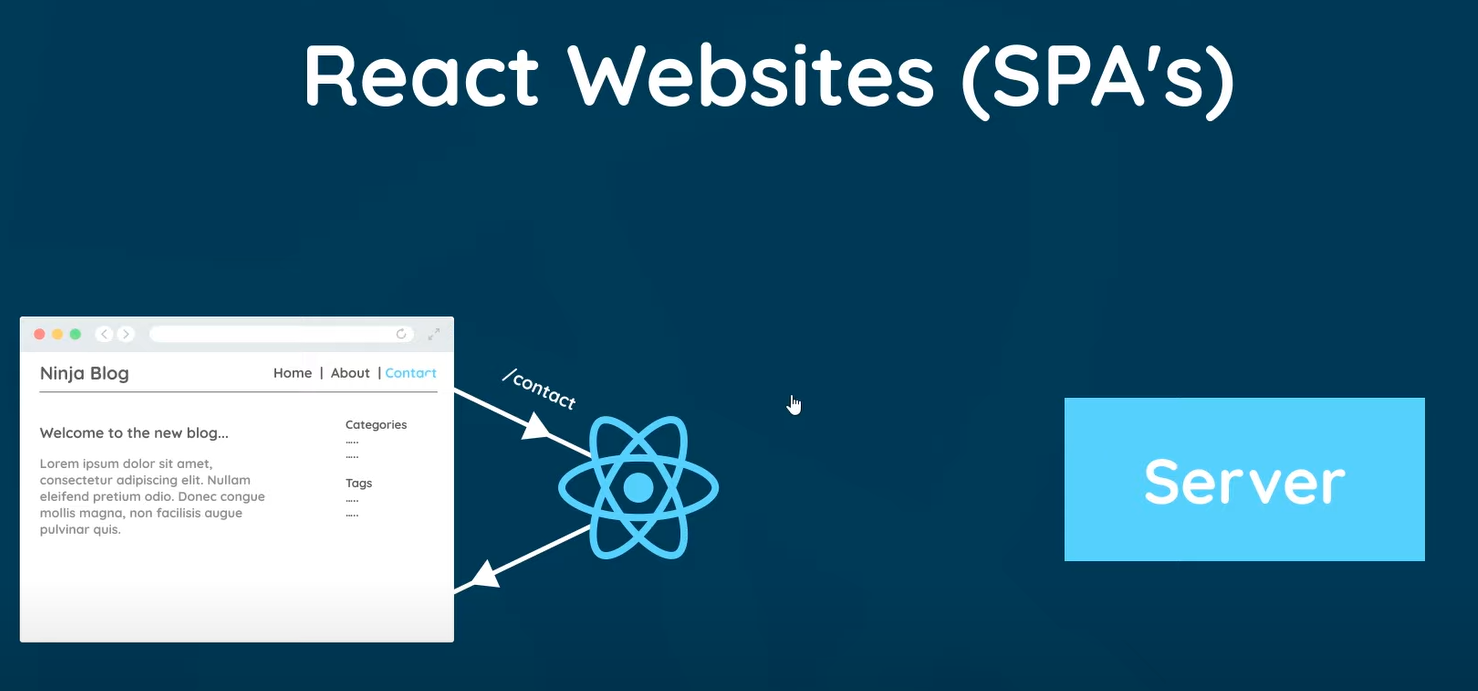 React Websites (SPA's)
Ninja Blog
Home | About | Contact
/contact
Welcome to the new blog...
Lorem ipsum dolor sit amet,
consectetur adipiscing elit. Nullam
eleifend pretium odio. Donec congue
mollis magna, non facilisis augue
pulvinar quis.
Categories
.....
.....
Tags
.....
.....
Server